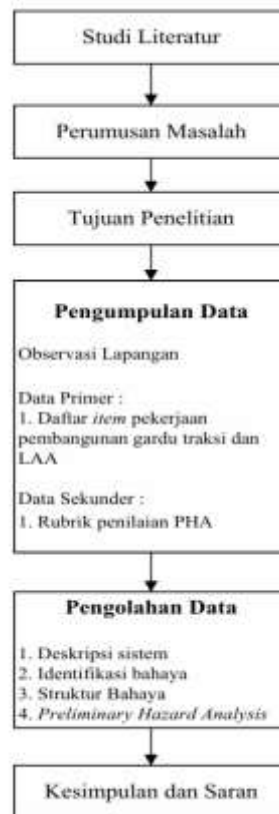 Studi Literatur
Perumusan Masalah
Tujuan Penelitian
Pengumpulan Data
Observasi Lapangan
Data Primer :
1. Daftar item pekerjaan
pembangunan gardu traksi dan
LAA
Data Sekunder :
1. Rubrik penilaian PHA
Pengolahan Data
1. Deskripsi sistem
2. Identifikasi bahaya
3. Struktur Bahaya
4. Preliminary Hazard Analysis
Kesimpulan dan Saran